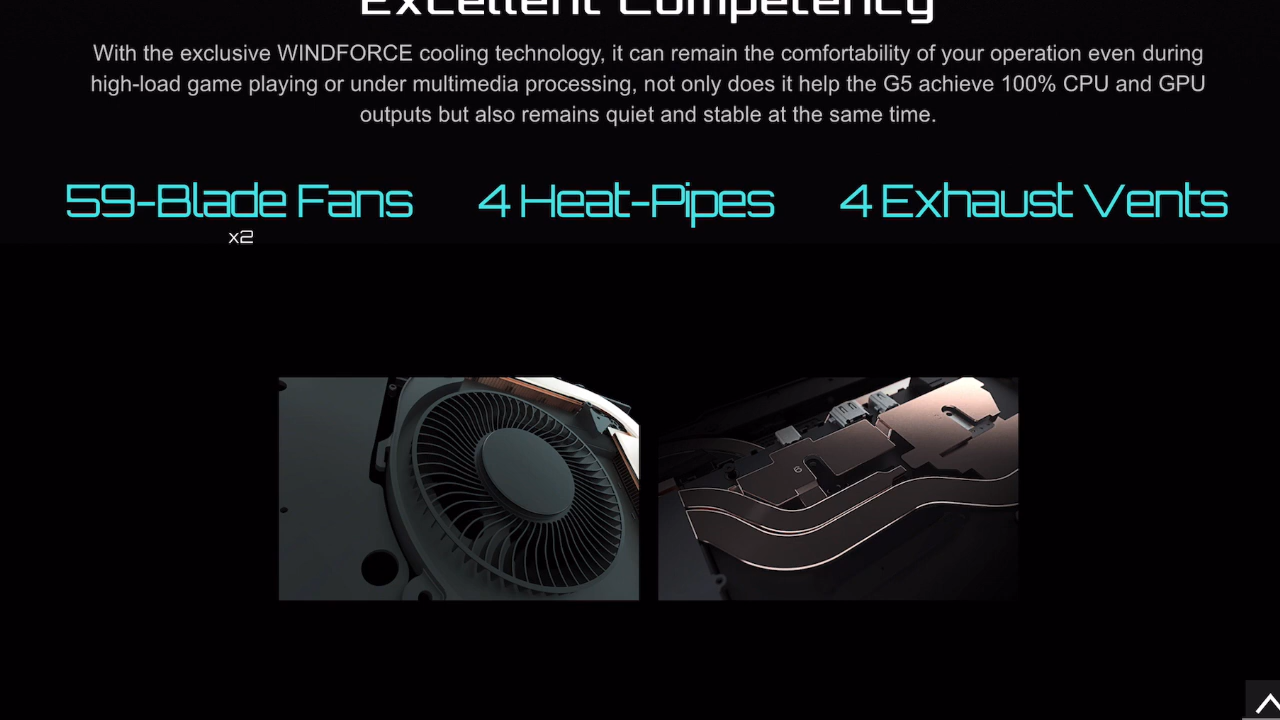 Excellent Competency
With the exclusive WINDFORCE cooling technology, it can remain the comfortability of your operation even during
high-load game playing or under multimedia processing, not only does it help the G5 achieve 100% CPU and GPU
outputs but also remains quiet and stable at the same time.
59-Blade Fans 4 Heat-Pipes 4 Exhaust Vents
x2
6